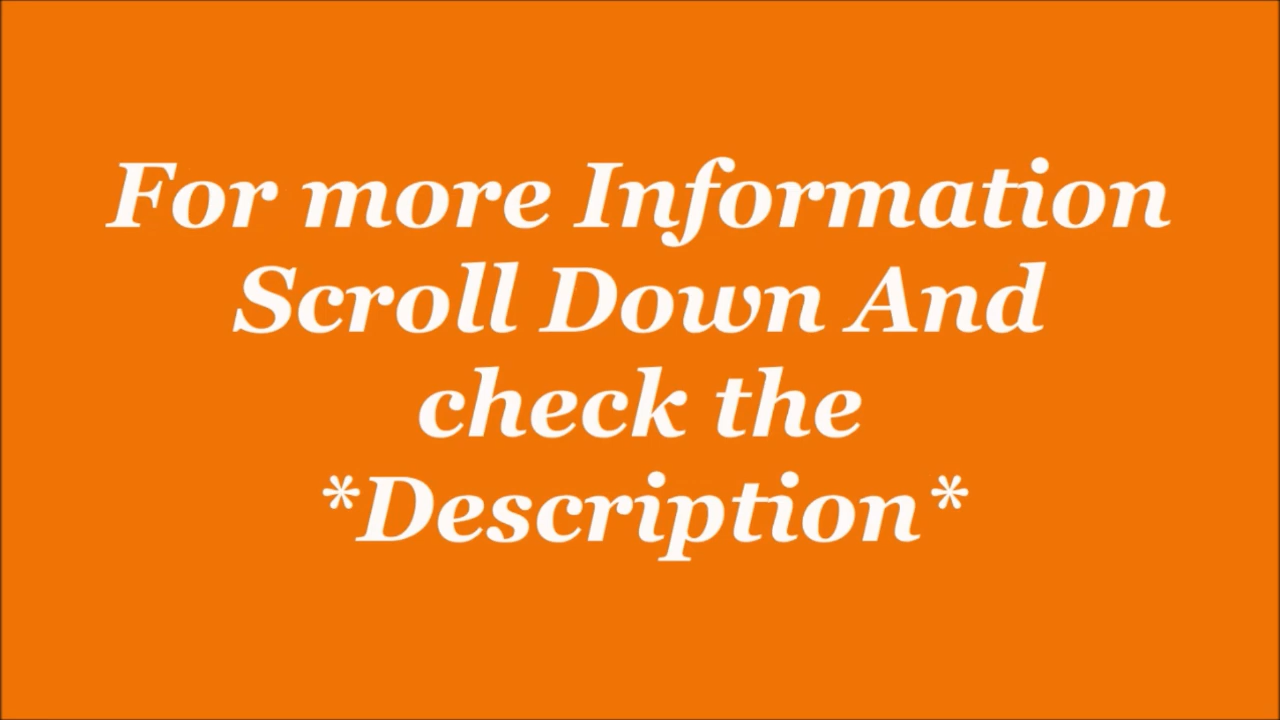 For more Information
Scroll Down And
check the
*Description*